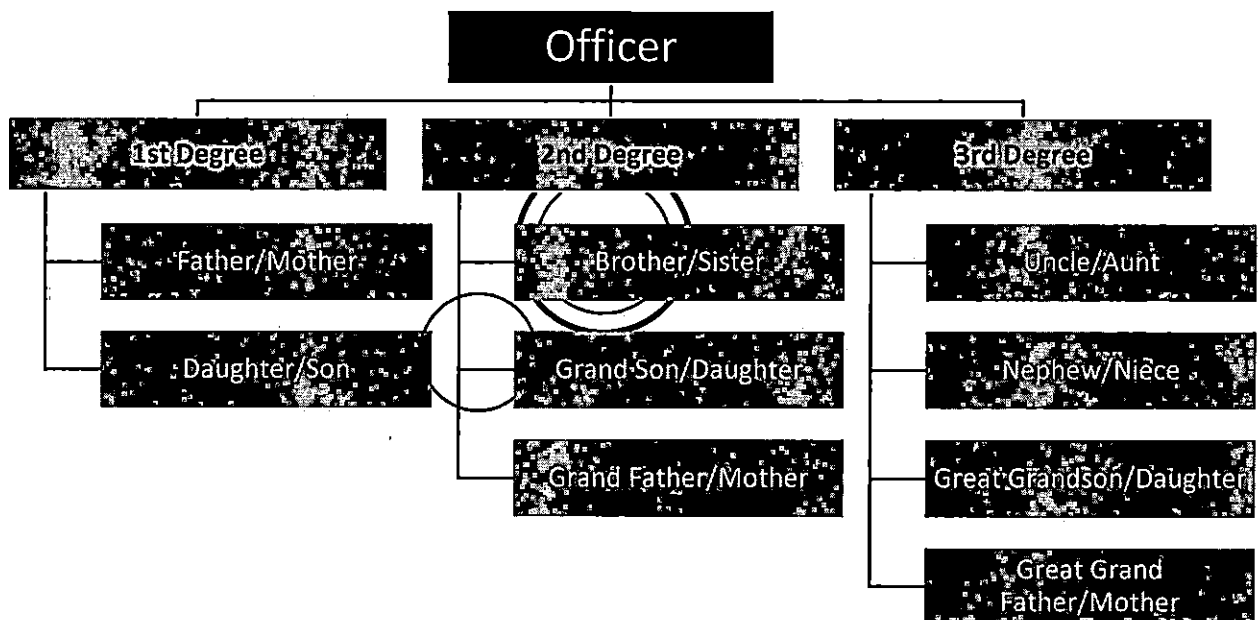 Officer
1st Degree
Father/Mother
Daughter/Son
2nd Degree
Brother/Sister
Grand Son/Daughter
Grand Father/Mother
3rd Degree
Uncle/Aunt
Nephew/Niece
Great Grandson/Daughter
Great Grand
Father/Mother